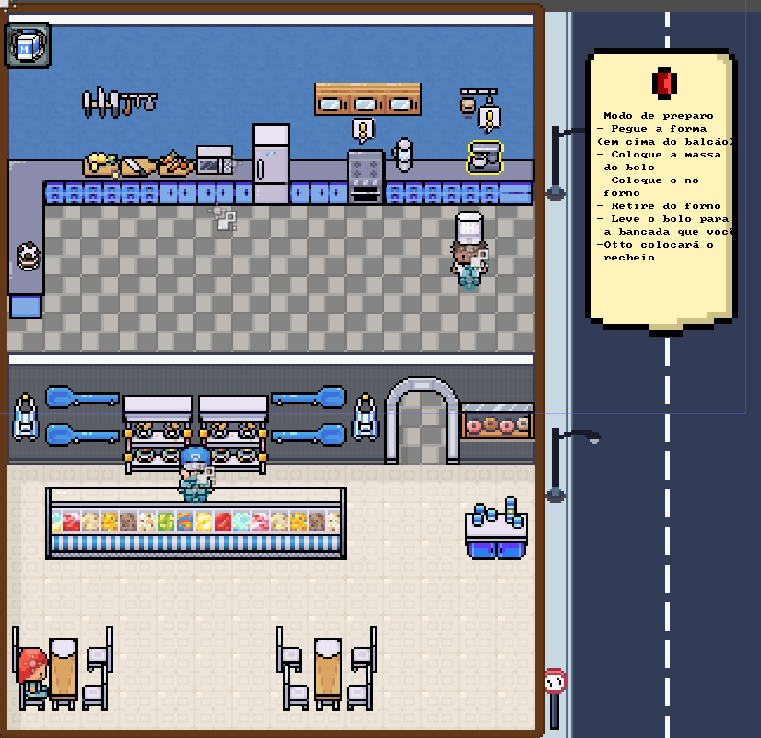 M
Modo de preparo
- Pegue a forma
(em cima do balcão)
- Coloque a massa
do bolo
- Coloque o no
forno
- Retire do forno
- Leve o bolo para
a bancada que você
-Otto colocará o
recheio